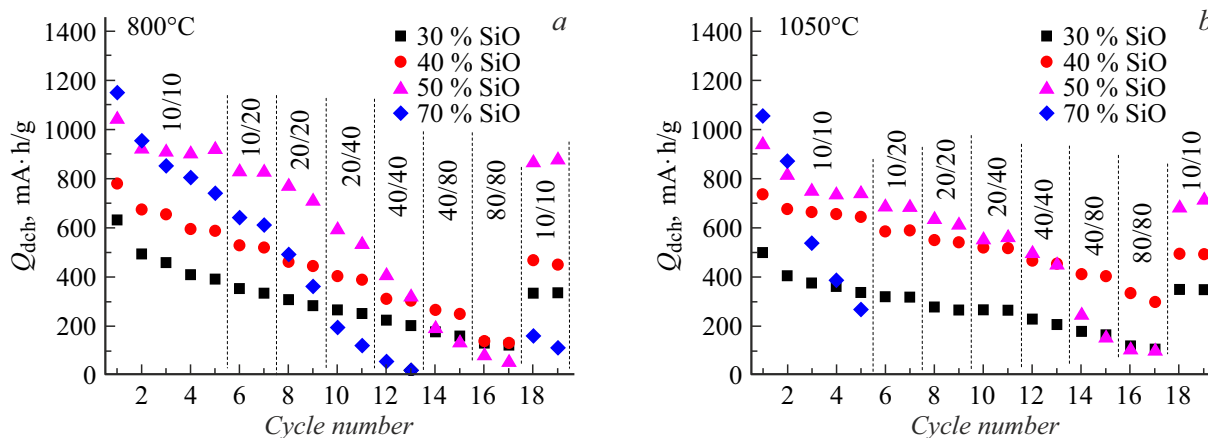 800°C
a
30 % SiO
40 % SiO
50 % SiO
70 % SiO
10/10
10/20
20/20
20/40
40/40
40/80
80/80
10/10
1400
1200
1000
800
600
400
200
0
Q_dch, mA· h/g
2 4 6 8 10 12 14 16 18
Cycle number
1050°C
b
30 % SiO
40 % SiO
50 % SiO
70 % SiO
10/10
10/20
20/20
20/40
40/40
40/80
80/80
10/10
1400
1200
1000
800
600
400
200
0
Q_dch, mA· h/g
2 4 6 8 10 12 14 16 18
Cycle number